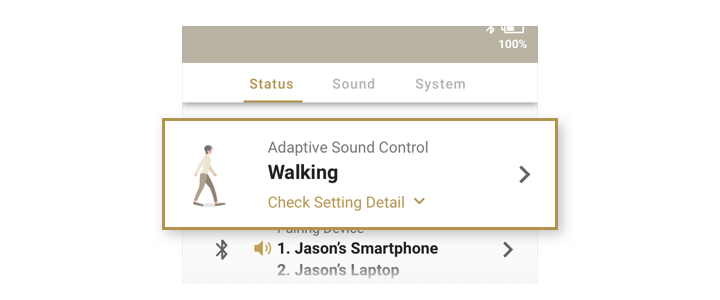 100%
Status Sound System
Adaptive Sound Control
Walking
Check Setting Detail
Pairing Device
1. Jason’s Smartphone
2. Jason’s Laptop